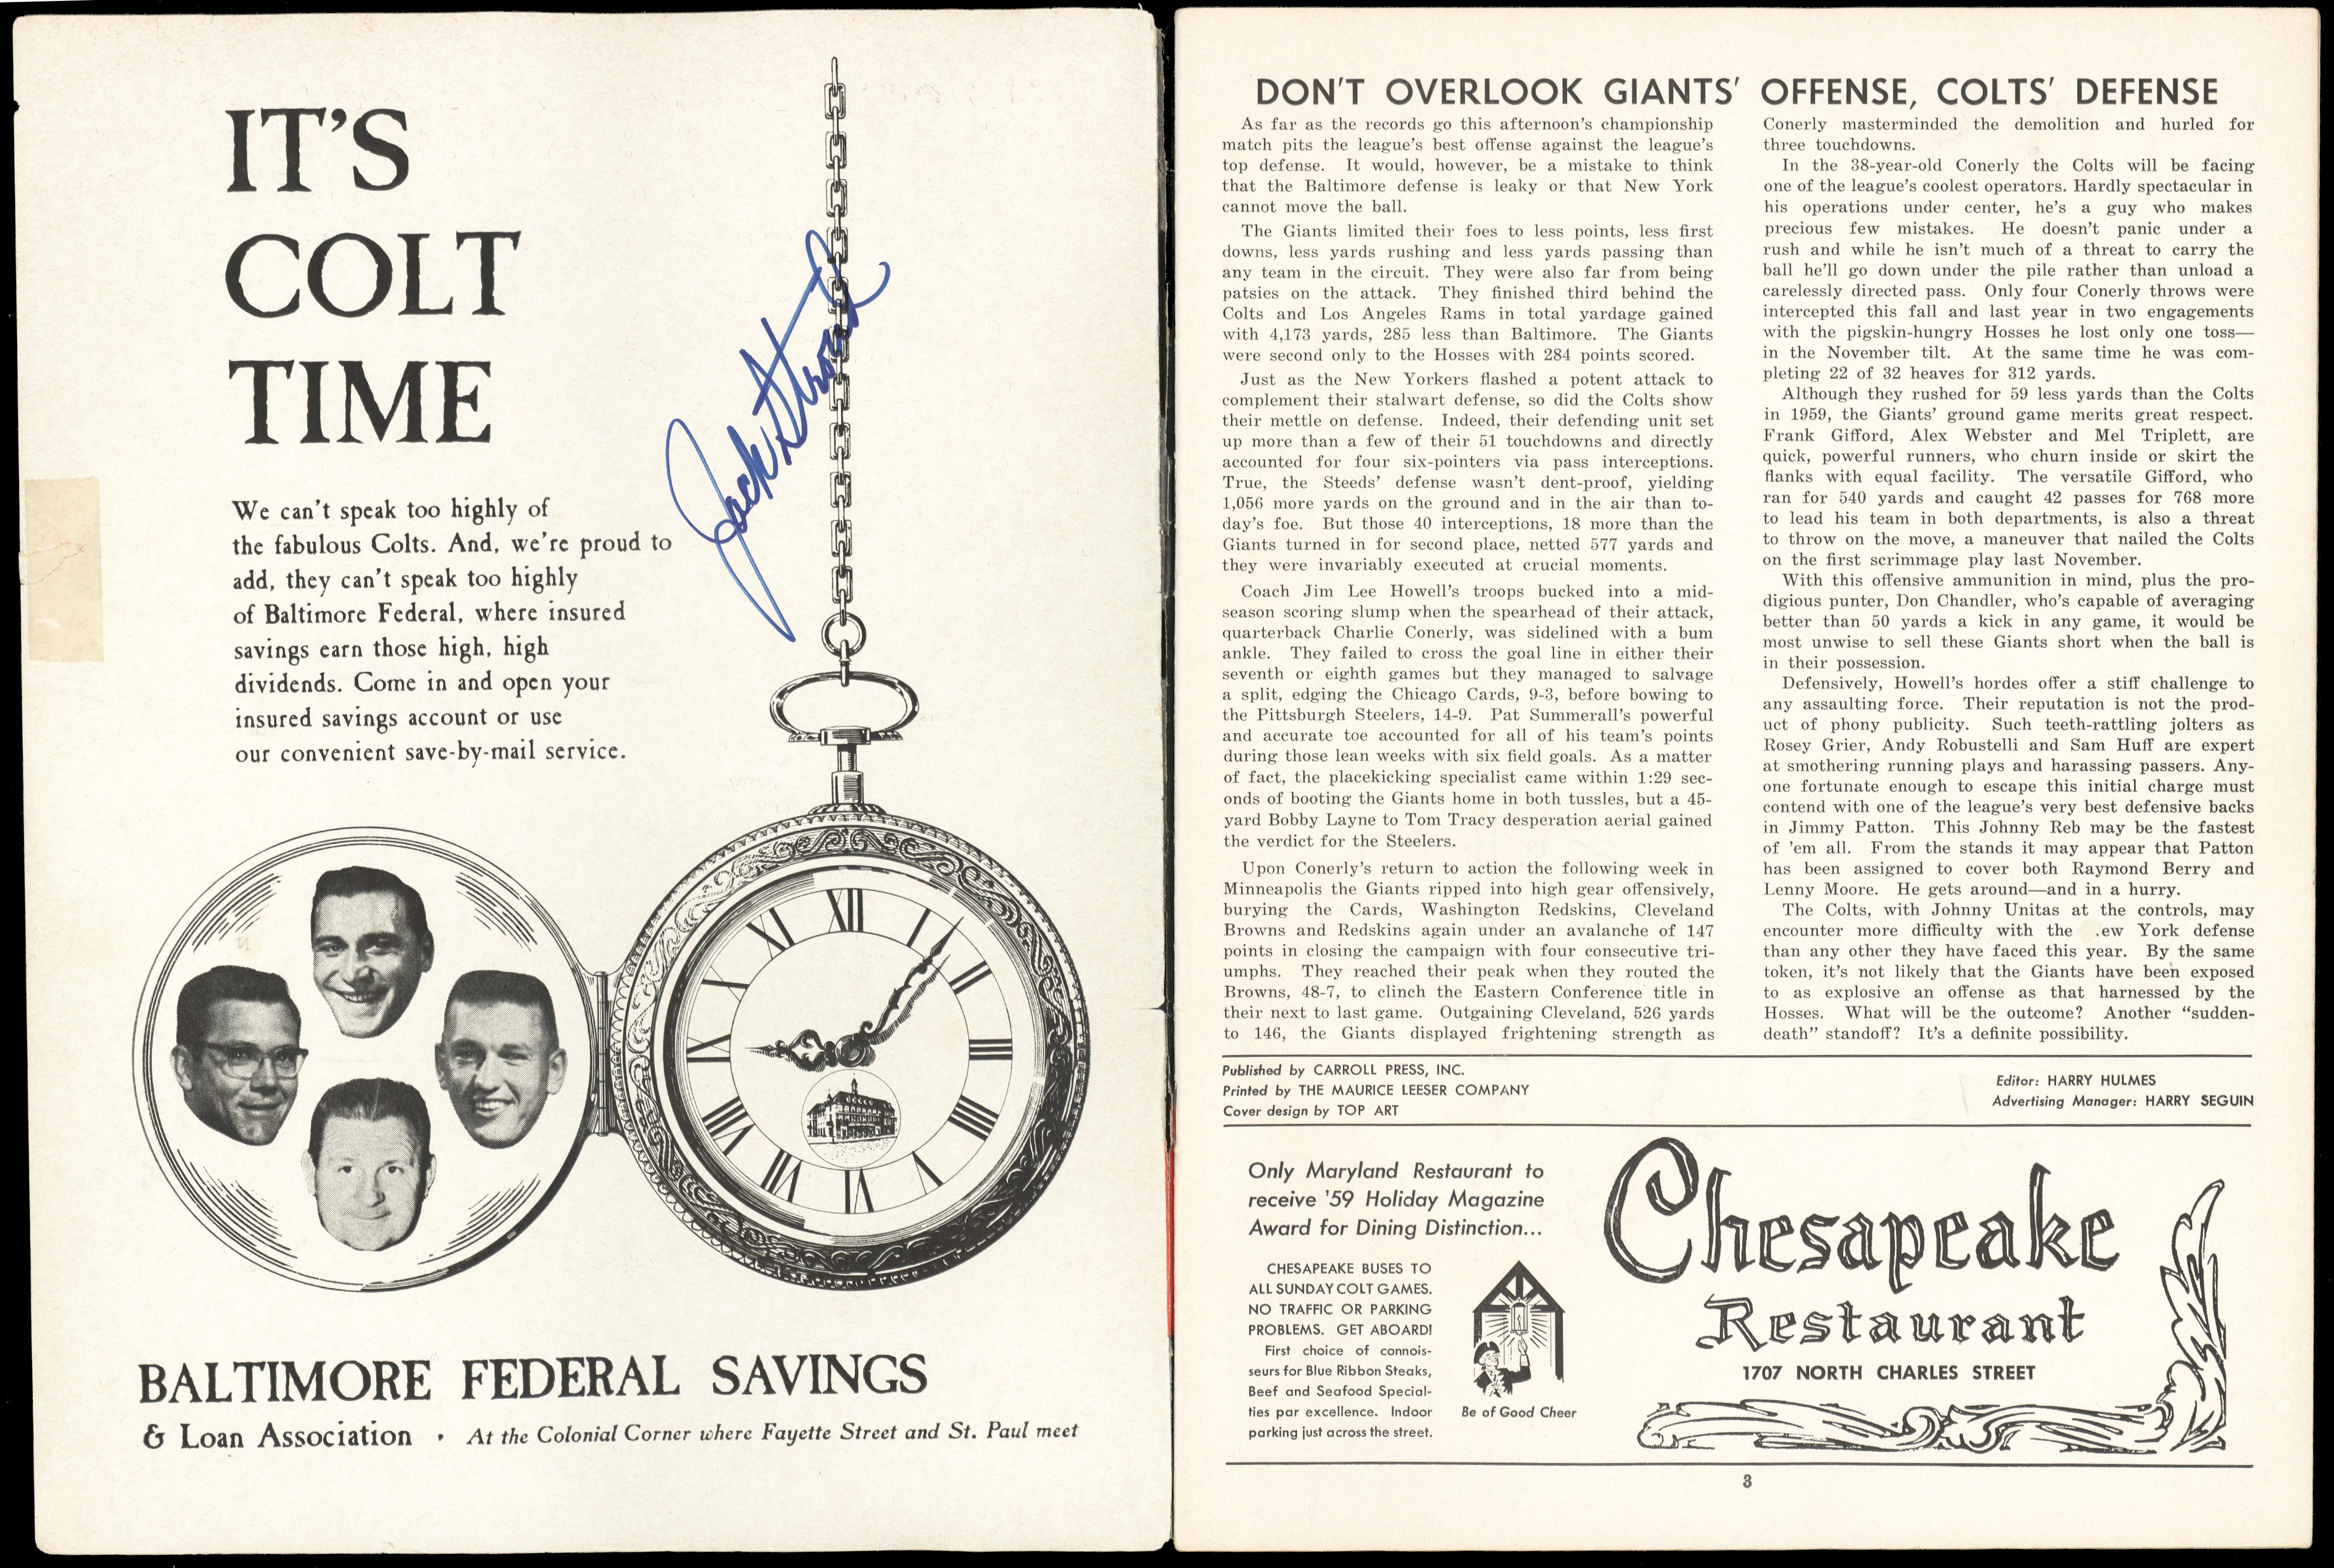 IT'S
COLT
TIME
We can't speak too highly of
the fabulous Colts. And, we're proud to
add, they can't speak too highly
of Baltimore Federal, where insured
savings earn those high, high
dividends. Come in and open your
insured savings account or use
our convenient save-by-mail service.
Jack Stroud
XII
I
II
III
IIII
V
VI
VII
VIII
IX
X
XI
BALTIMORE FEDERAL SAVINGS
& Loan Association • At the Colonial Corner where Fayette Street and St. Paul meet
DON'T OVERLOOK GIANTS' OFFENSE, COLTS' DEFENSE
As far as the records go this afternoon's championship
match pits the league's best offense against the league's
top defense. It would, however, be a mistake to think
that the Baltimore defense is leaky or that New York
cannot move the ball.
The Giants limited their foes to less points, less first
downs, less yards rushing and less yards passing than
any team in the circuit. They were also far from being
patsies on the attack. They finished third behind the
Colts and Los Angeles Rams in total yardage gained
with 4,173 yards, 285 less than Baltimore. The Giants
were second only to the Hosses with 284 points scored.
Just as the New Yorkers flashed a potent attack to
complement their stalwart defense, so did the Colts show
their mettle on defense. Indeed, their defending unit set
up more than a few of their 51 touchdowns and directly
accounted for four six-pointers via pass interceptions.
True, the Steeds' defense wasn't dent-proof, yielding
1,056 more yards on the ground and in the air than to-
day's foe. But those 40 interceptions, 18 more than the
Giants turned in for second place, netted 577 yards and
they were invariably executed at crucial moments.
Coach Jim Lee Howell's troops bucked into a mid-
season scoring slump when the spearhead of their attack,
quarterback Charlie Conerly, was sidelined with a bum
ankle. They failed to cross the goal line in either their
seventh or eighth games but they managed to salvage
a split, edging the Chicago Cards, 9-3, before bowing to
the Pittsburgh Steelers, 14-9. Pat Summerall's powerful
and accurate toe accounted for all of his team's points
during those lean weeks with six field goals. As a matter
of fact, the placekicking specialist came within 1:29 sec-
onds of booting the Giants home in both tussles, but a 45-
yard Bobby Layne to Tom Tracy desperation aerial gained
the verdict for the Steelers.
Upon Conerly's return to action the following week in
Minneapolis the Giants ripped into high gear offensively,
burying the Cards, Washington Redskins, Cleveland
Browns and Redskins again under an avalanche of 147
points in closing the campaign with four consecutive tri-
umphs. They reached their peak when they routed the
Browns, 48-7, to clinch the Eastern Conference title in
their next to last game. Outgaining Cleveland, 526 yards
to 146, the Giants displayed frightening strength as
Conerly masterminded the demolition and hurled for
three touchdowns.
In the 38-year-old Conerly the Colts will be facing
one of the league's coolest operators. Hardly spectacular in
his operations under center, he's a guy who makes
precious few mistakes. He doesn't panic under a
rush and while he isn't much of a threat to carry the
ball he'll go down under the pile rather than unload a
carelessly directed pass. Only four Conerly throws were
intercepted this fall and last year in two engagements
with the pigskin-hungry Hosses he lost only one toss—
in the November tilt. At the same time he was com-
pleting 22 of 32 heaves for 312 yards.
Although they rushed for 59 less yards than the Colts
in 1959, the Giants' ground game merits great respect.
Frank Gifford, Alex Webster and Mel Triplett, are
quick, powerful runners, who churn inside or skirt the
flanks with equal facility. The versatile Gifford, who
ran for 540 yards and caught 42 passes for 768 more
to lead his team in both departments, is also a threat
to throw on the move, a maneuver that nailed the Colts
on the first scrimmage play last November.
With this offensive ammunition in mind, plus the pro-
digious punter, Don Chandler, who's capable of averaging
better than 50 yards a kick in any game, it would be
most unwise to sell these Giants short when the ball is
in their possession.
Defensively, Howell's hordes offer a stiff challenge to
any assaulting force. Their reputation is not the prod-
uct of phony publicity. Such teeth-rattling jolters as
Rosey Grier, Andy Robustelli and Sam Huff are expert
at smothering running plays and harassing passers. Any-
one fortunate enough to escape this initial charge must
contend with one of the league's very best defensive backs
in Jimmy Patton. This Johnny Reb may be the fastest
of 'em all. From the stands it may appear that Patton
has been assigned to cover both Raymond Berry and
Lenny Moore. He gets around—and in a hurry.
The Colts, with Johnny Unitas at the controls, may
encounter more difficulty with the .ew York defense
than any other they have faced this year. By the same
token, it's not likely that the Giants have been exposed
to as explosive an offense as that harnessed by the
Hosses. What will be the outcome? Another "sudden-
death" standoff? It's a definite possibility.
Published by CARROLL PRESS, INC.
Printed by THE MAURICE LEESER COMPANY
Cover design by TOP ART
Editor: HARRY HULMES
Advertising Manager: HARRY SEGUIN
Only Maryland Restaurant to
receive '59 Holiday Magazine
Award for Dining Distinction...
CHESAPEAKE BUSES TO
ALL SUNDAY COLT GAMES.
NO TRAFFIC OR PARKING
PROBLEMS. GET ABOARD!
First choice of connois-
seurs for Blue Ribbon Steaks,
Beef and Seafood Special-
ties par excellence. Indoor
parking just across the street.
Be of Good Cheer
Chesapeake
Restaurant
1707 NORTH CHARLES STREET
3